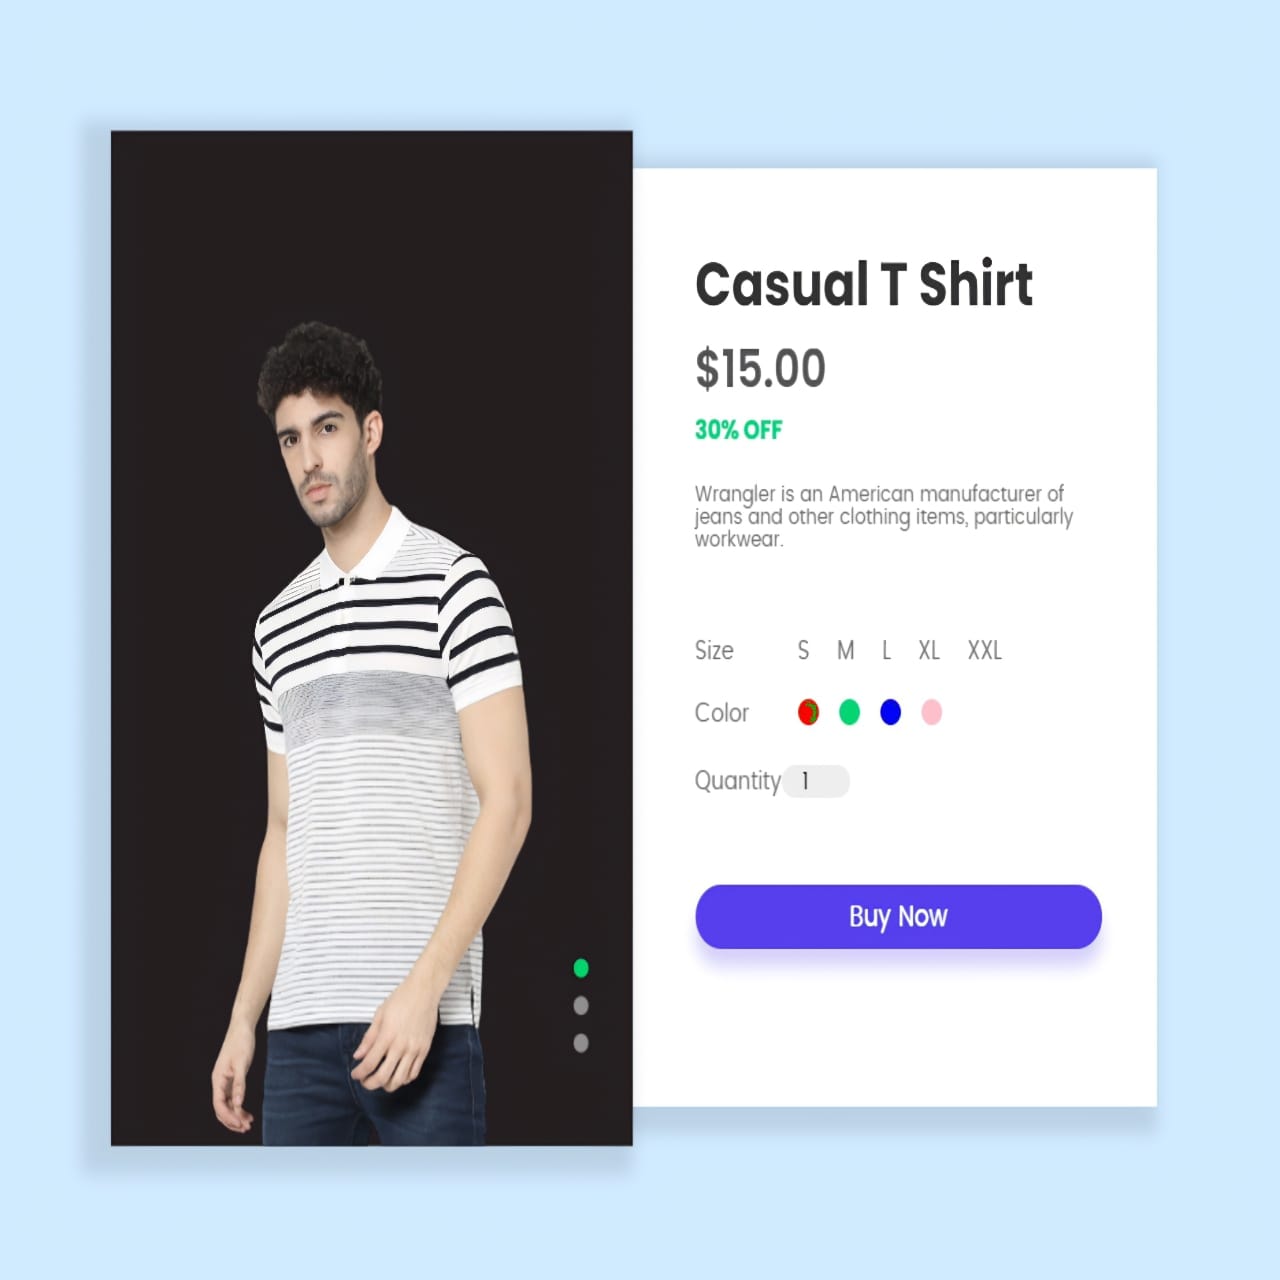 Casual T Shirt
$15.00
30% OFF
Wrangler is an American manufacturer of
jeans and other clothing items, particularly
workwear.
Size S M L XL XXL
Color
Quantity 1
Buy Now